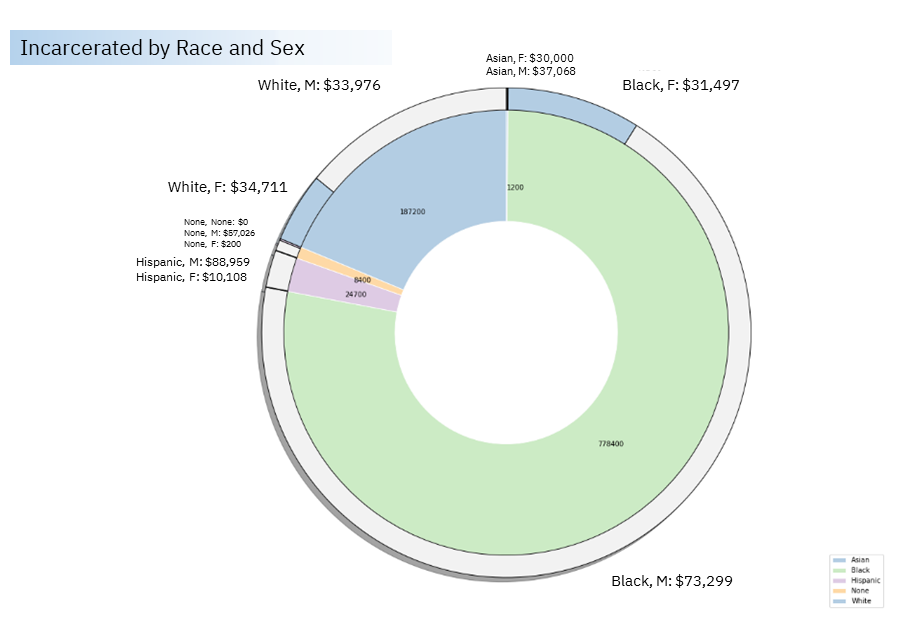 Incarcerated by Race and Sex
Asian, F: $30,000
Asian, M: $37,068
White, M: $33,976
Black, F: $31,497
White, F: $34,711
1200
187200
None, None: $0
None, M: $57,026
None, F: $200
Hispanic, M: $88,959
Hispanic, F: $10,108
8400
24700
778400
Black, M: $73,299
Asian
Black
Hispanic
None
White